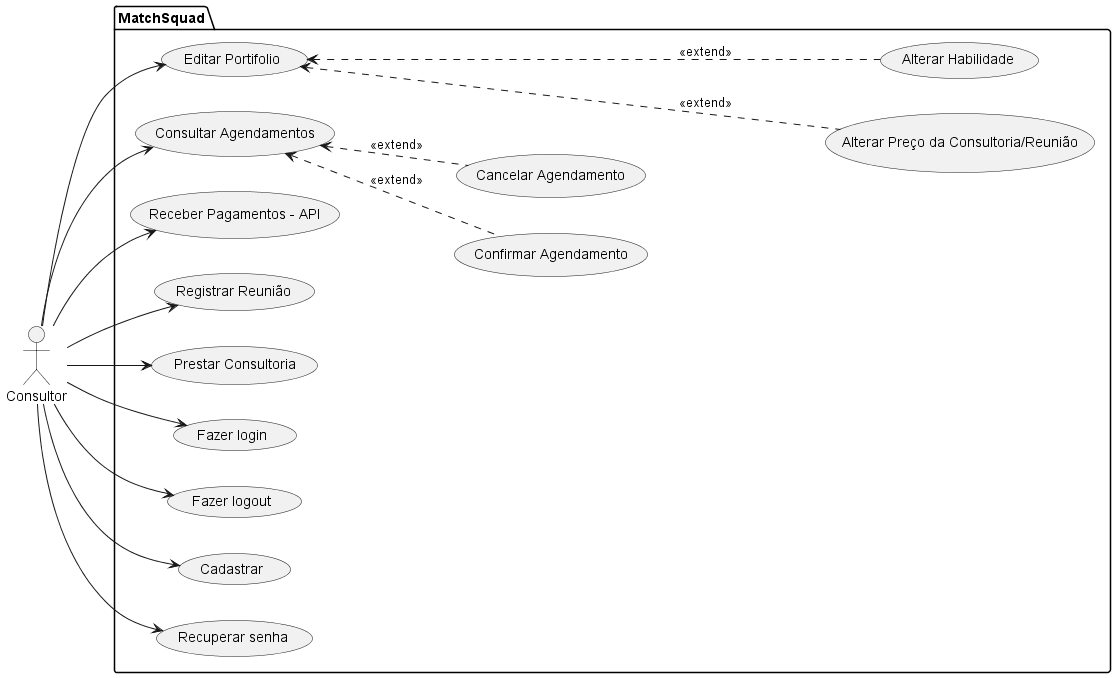 MatchSquad
Editar Portifolio
«extend»
Alterar Habilidade
«extend»
Alterar Preço da Consultoria/Reunião
Consultar Agendamentos
«extend»
Cancelar Agendamento
«extend»
Confirmar Agendamento
Receber Pagamentos - API
Registrar Reunião
Prestar Consultoria
Consultor
Fazer login
Fazer logout
Cadastrar
Recuperar senha